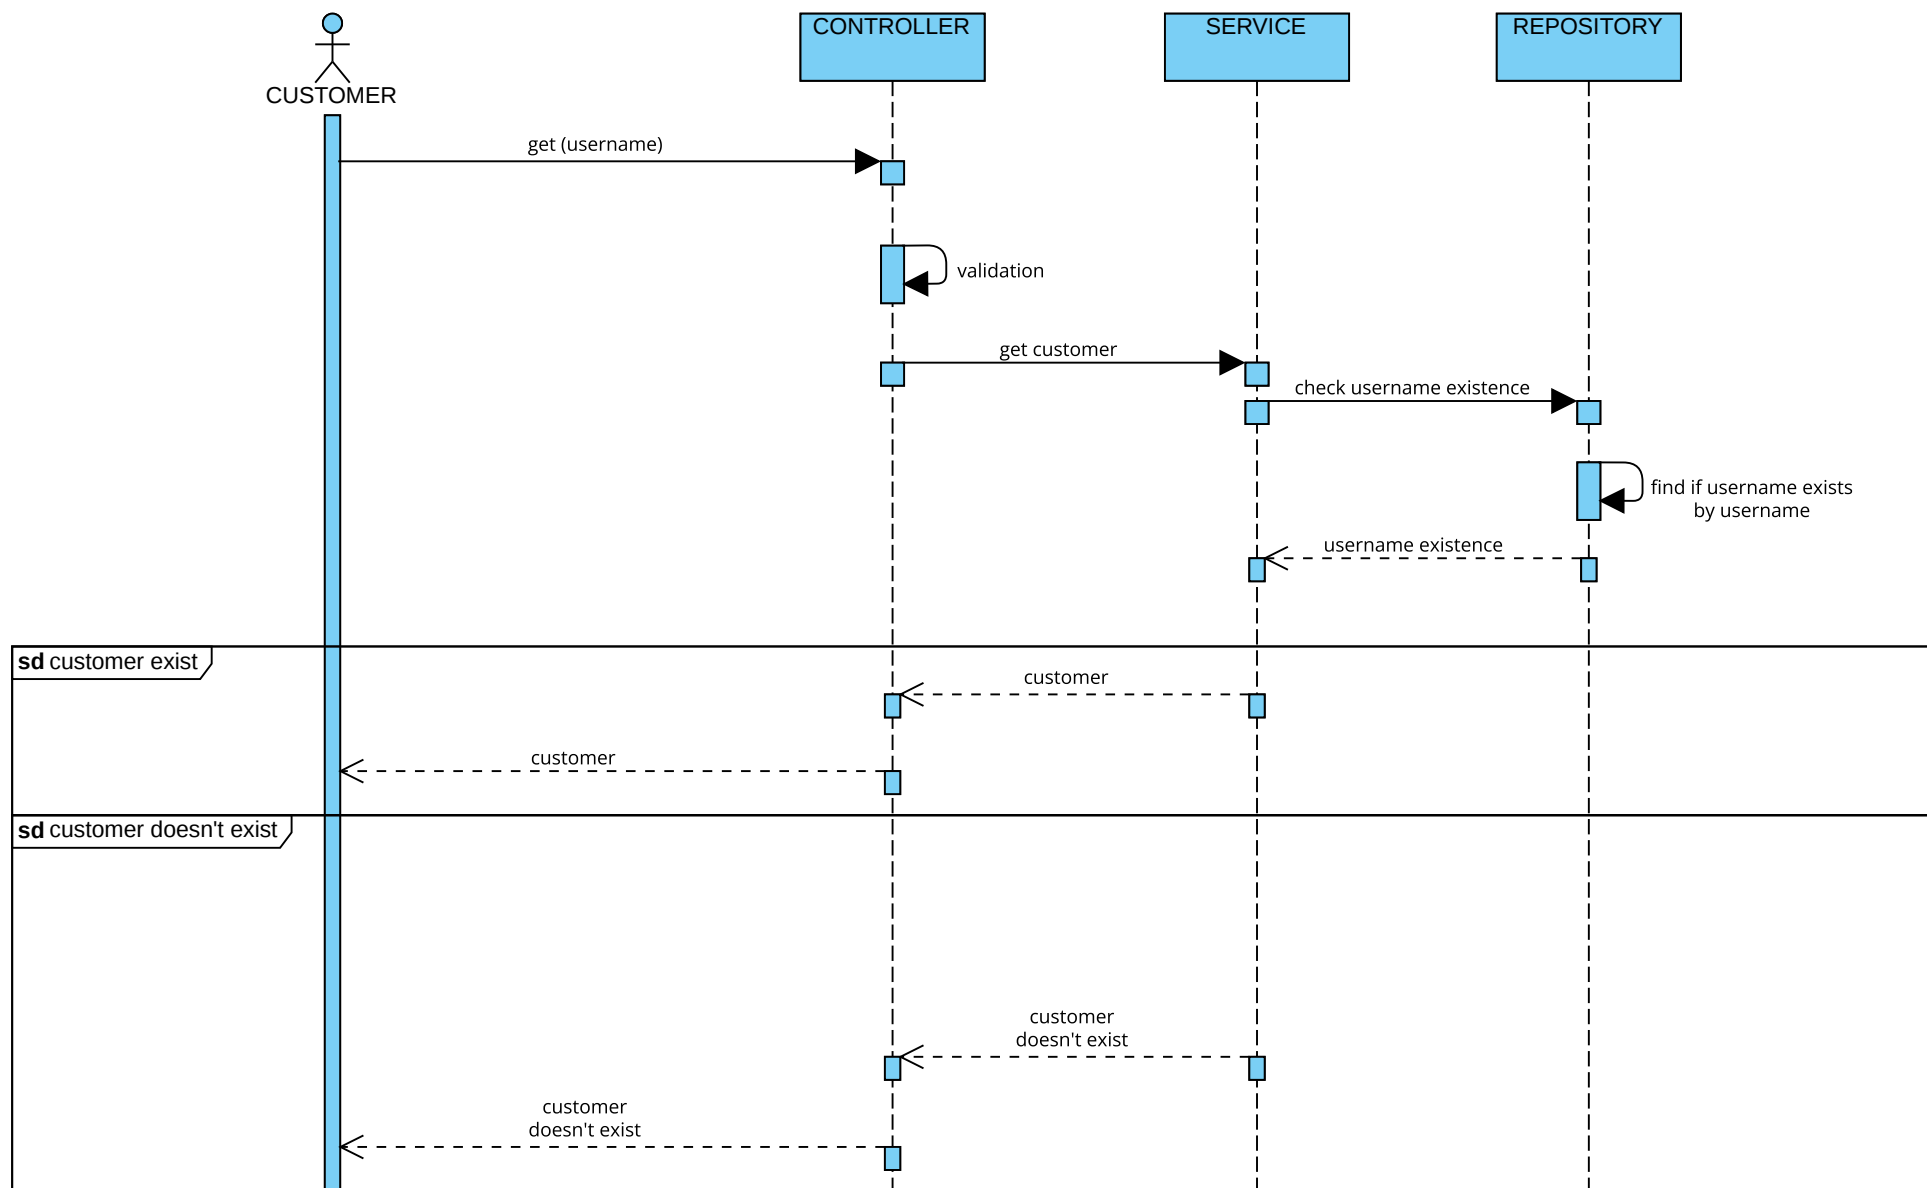 CUSTOMER
CONTROLLER
SERVICE
REPOSITORY
get (username)
validation
get customer
check username existence
find if username exists
by username
username existence
sd customer exist
customer
customer
sd customer doesn't exist
customer
doesn't exist
customer
doesn't exist